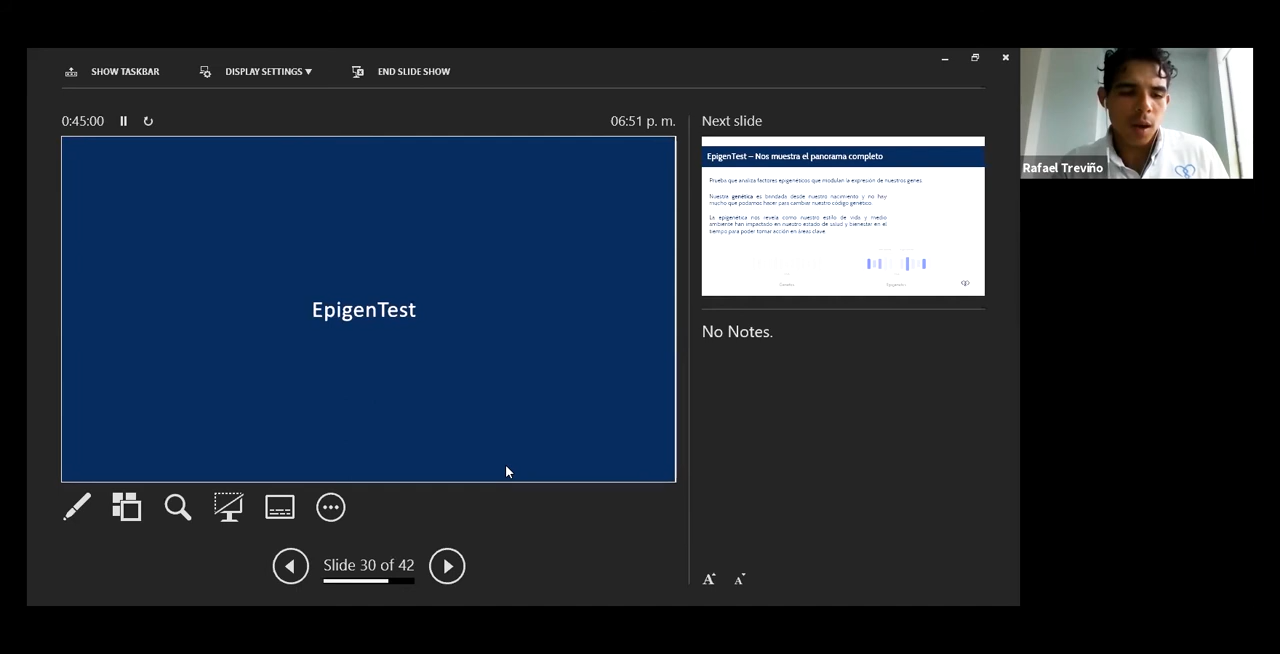 SHOW TASKBAR
DISPLAY SETTINGS ▼
END SLIDE SHOW
0:45:00
06:51 p. m.
EpigenTest
Slide 30 of 42
Next slide
EpigenTest – Nos muestra el panorama completo
Prueba que analiza factores epigenéticos que modulan la expresión de nuestros genes.
Nuestra genética es brindada desde nuestro nacimiento y no hay
mucho que podamos hacer para cambiar nuestro código genético
La epigenética nos revela como nuestro estilo de vida y medio
ambiente han impactado en nuestro estado de salud y bienestar en el
tiempo para poder tomar acción en áreas clave
No Notes.
A A
Rafael Treviño